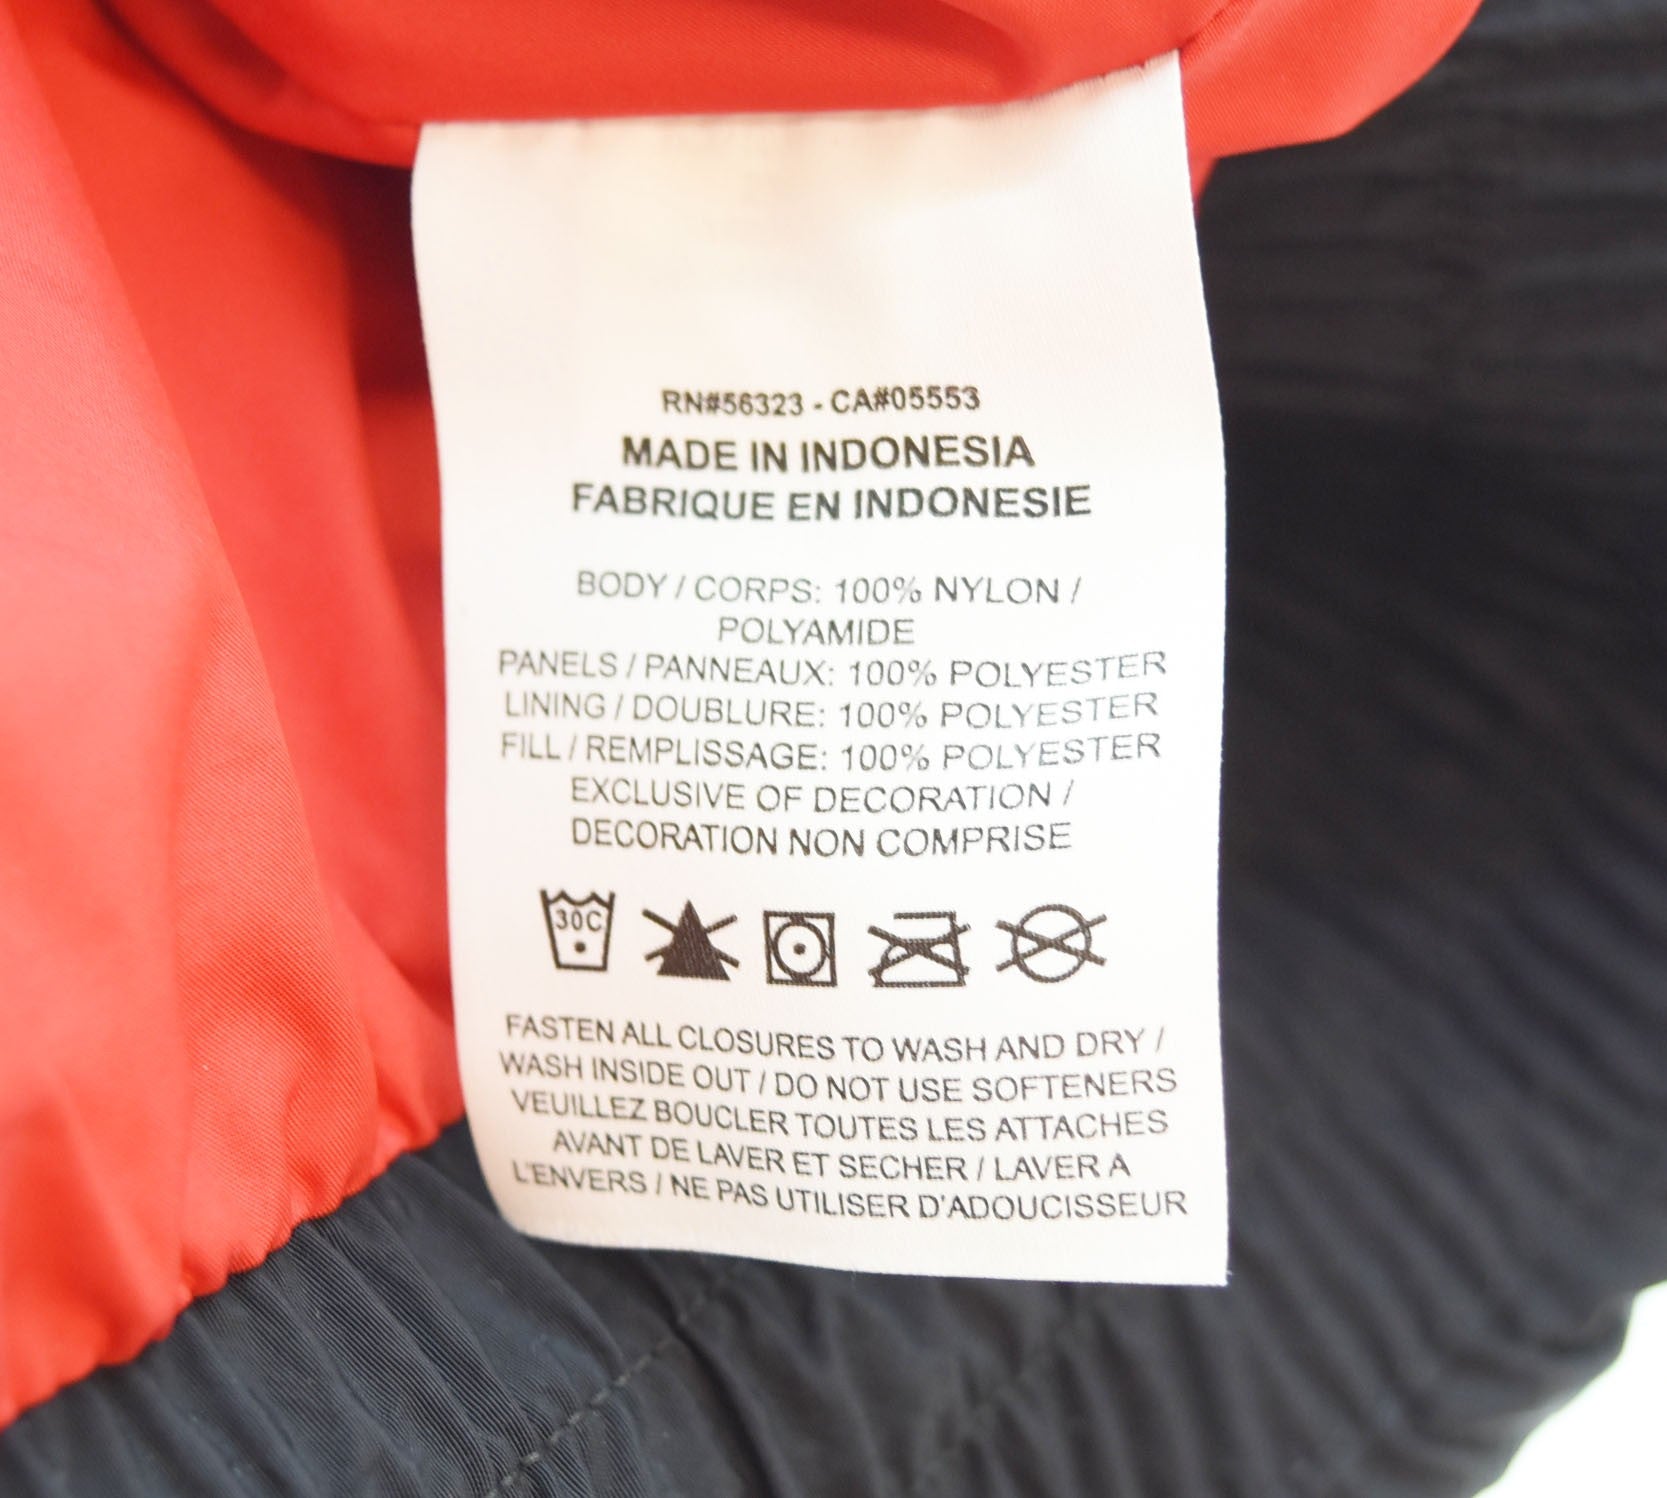 RN#56323 - CA#05553
MADE IN INDONESIA
FABRIQUE EN INDONESIE
BODY / CORPS: 100% NYLON /
POLYAMIDE
PANELS / PANNEAUX: 100% POLYESTER
LINING / DOUBLURE: 100% POLYESTER
FILL / REMPLISSAGE: 100% POLYESTER
EXCLUSIVE OF DECORATION /
DECORATION NON COMPRISE
30C
FASTEN ALL CLOSURES TO WASH AND DRY /
WASH INSIDE OUT / DO NOT USE SOFTENERS
VEUILLEZ BOUCLER TOUTES LES ATTACHES
AVANT DE LAVER ET SECHER / LAVER A
L'ENVERS / NE PAS UTILISER D'ADOUCISSEUR